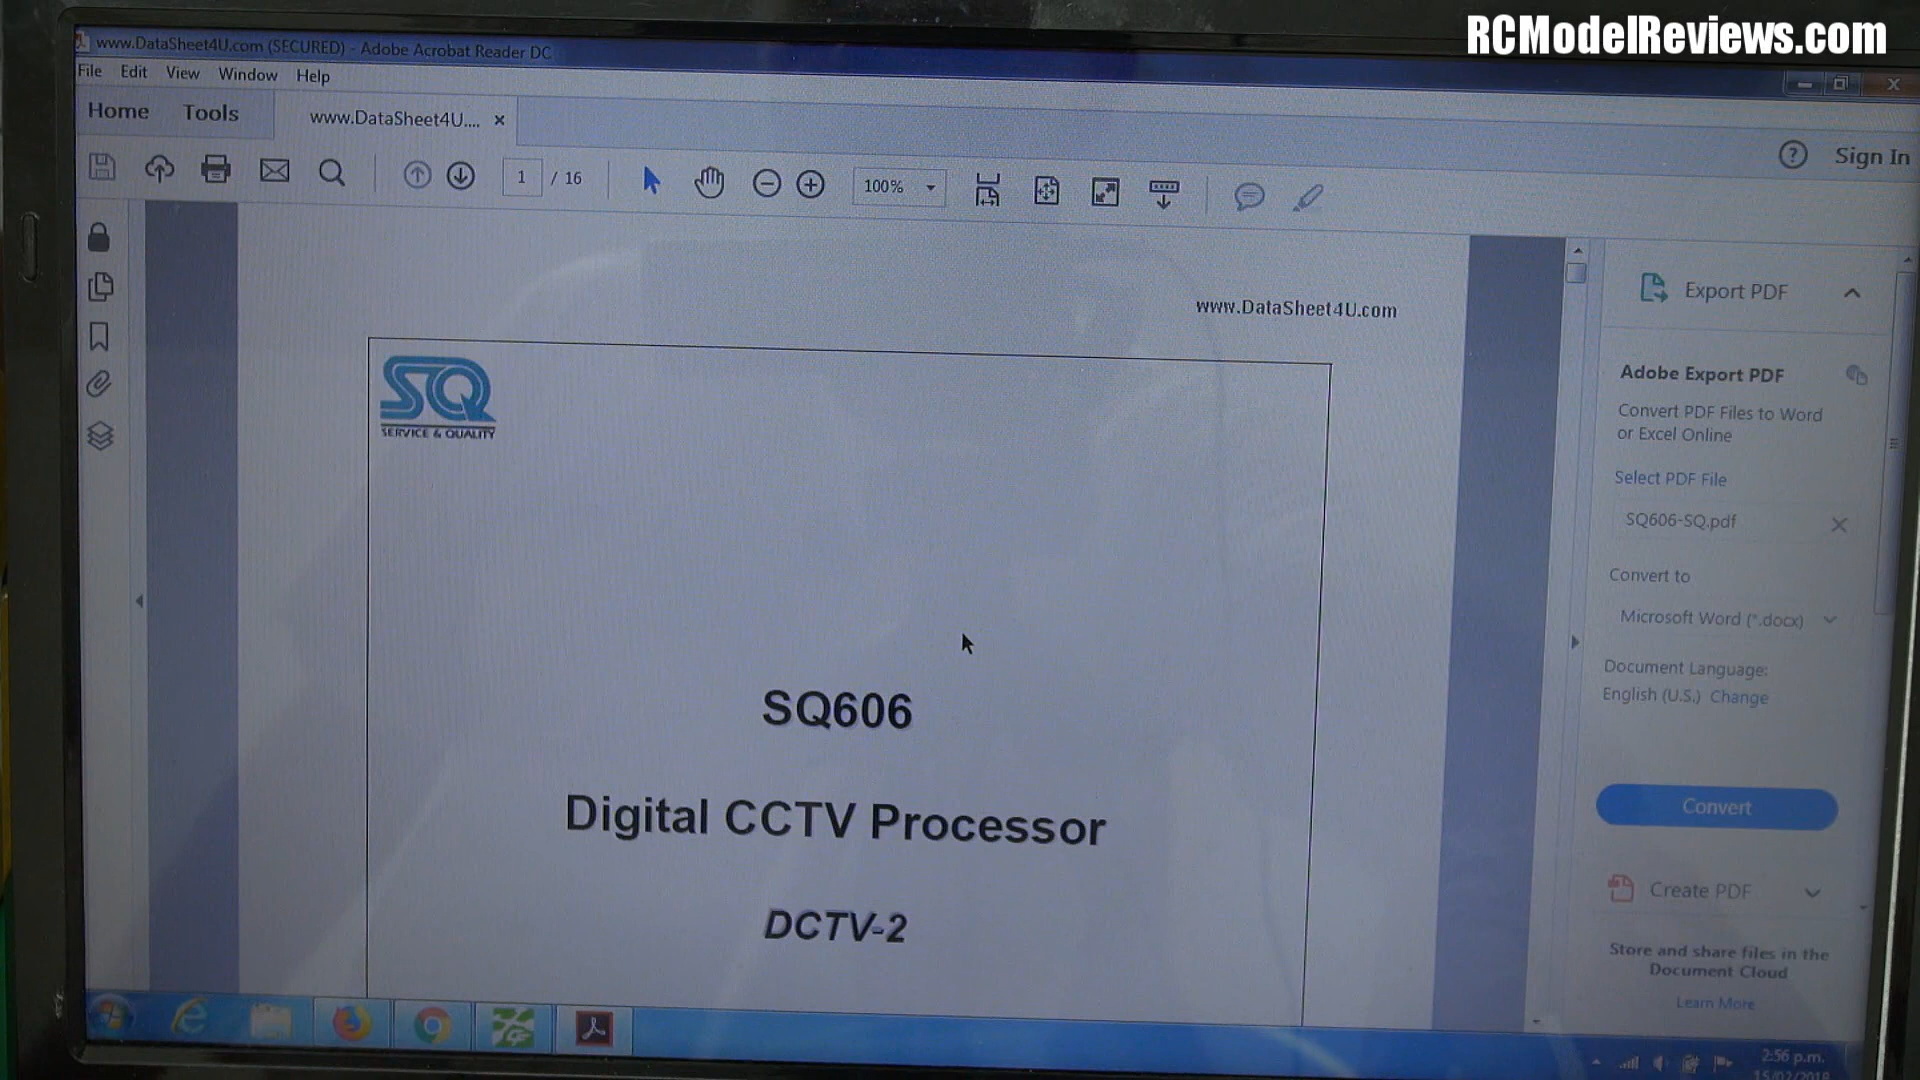 RCModelReviews.com
www.DataSheet4U.com (SECURED) - Adobe Acrobat Reader DC
File Edit View Window Help
Home Tools www.DataSheet4U.... ×
Sign In
1 / 16
100%
www.DataSheet4U.com
SQ
SERVICE & QUALITY
SQ606
Digital CCTV Processor
DCTV-2
Export PDF
Adobe Export PDF
Convert PDF Files to Word
or Excel Online
Select PDF File
SQ606-SQ.pdf
Convert to
Microsoft Word (*.docx)
Document Language:
English (U.S.) Change
Convert
Create PDF
Store and share files in the
Document Cloud
Learn More
2:56 p.m.
15/02/2018